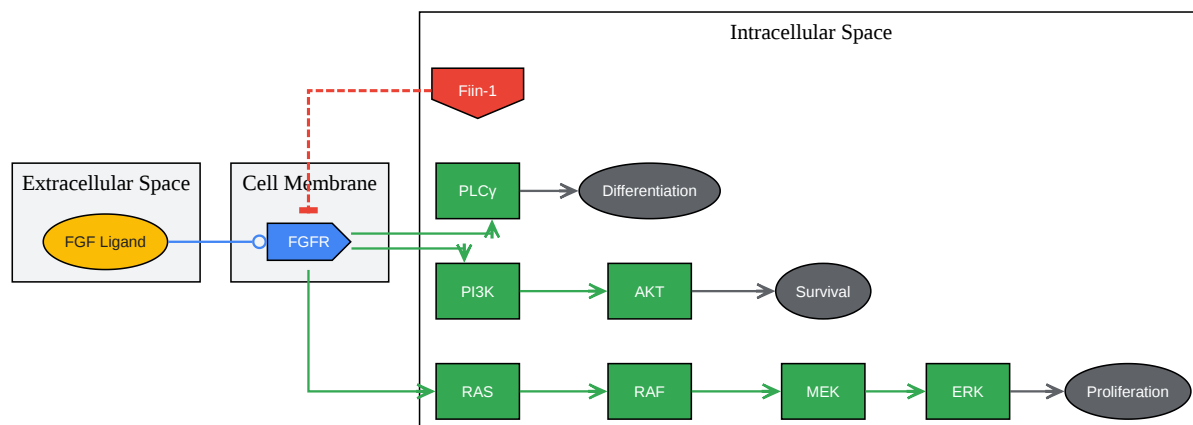 Intracellular Space
Fiin-1
Extracellular Space
Cell Membrane
PLCγ
Differentiation
FGF Ligand
FGFR
PI3K
AKT
Survival
RAS
RAF
MEK
ERK
Proliferation